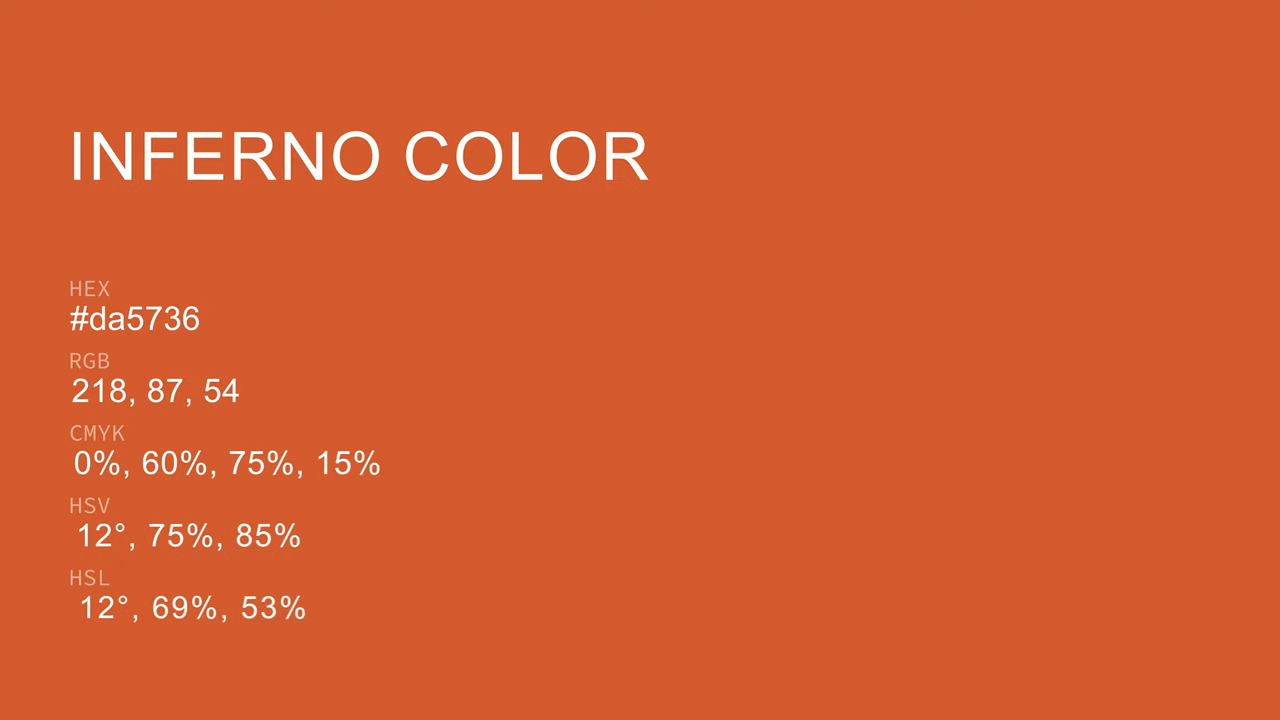 INFERNO COLOR
HEX
#da5736
RGB
218, 87, 54
CMYK
0%, 60%, 75%, 15%
HSV
12°, 75%, 85%
HSL
12°, 69%, 53%